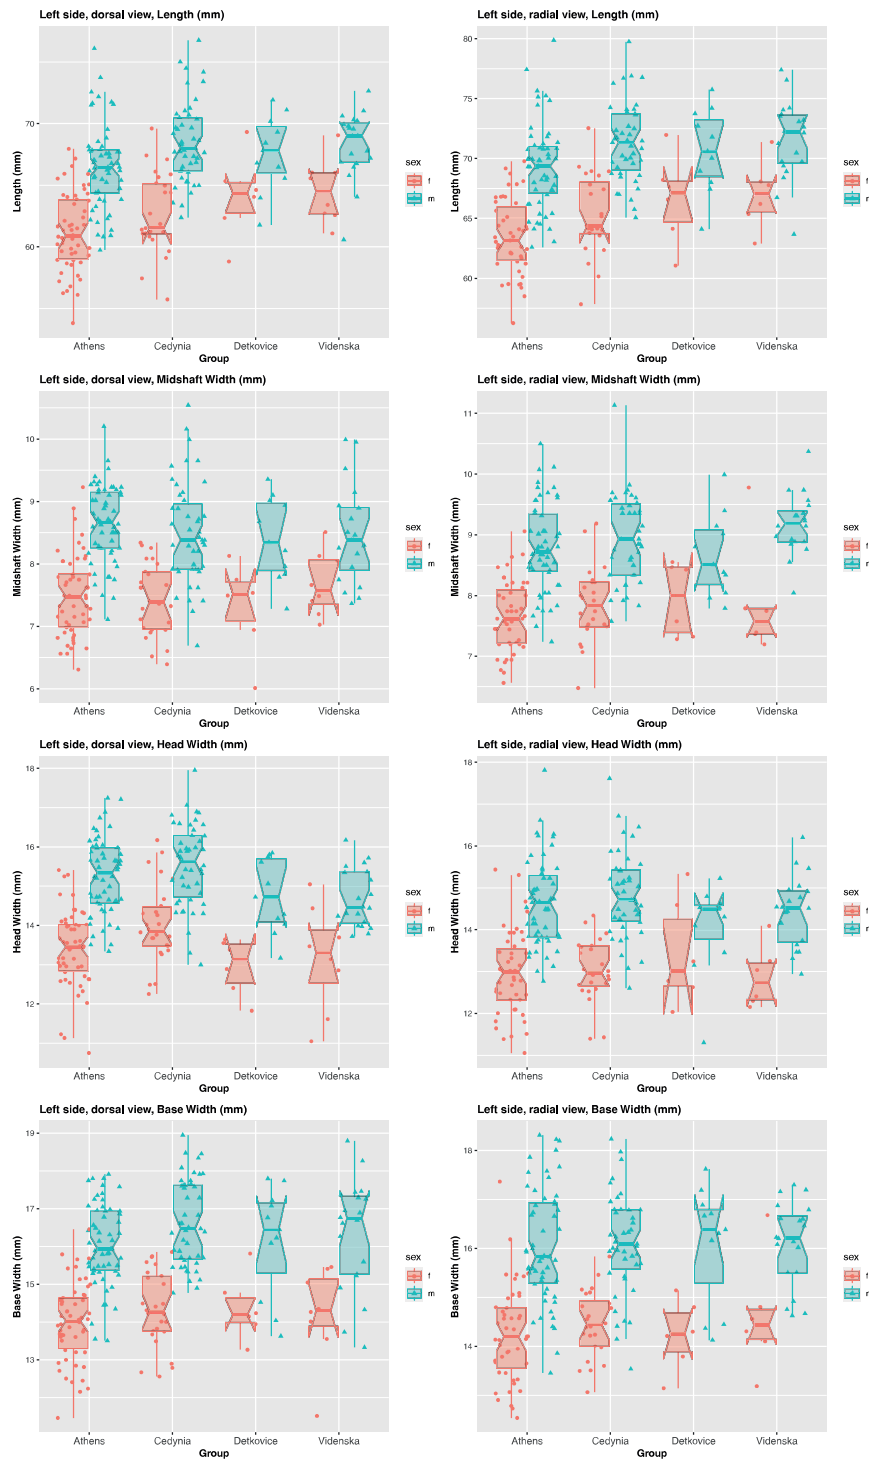 Left side, dorsal view, Length (mm)
Length (mm)
70
60
Athens Cedynia Detkovice Videnska
Group
sex
f
m
Left side, radial view, Length (mm)
Length (mm)
80
75
70
65
60
Athens Cedynia Detkovice Videnska
Group
sex
f
r
Left side, dorsal view, Midshaft Width (mm)
Midshaft Width (mm)
10
9
8
7
6
Athens Cedynia Detkovice Videnska
Group
sex
f
m
Left side, radial view, Midshaft Width (mm)
Midshaft Width (mm)
11
10
9
8
7
Athens Cedynia Detkovice Videnska
Group
sex
f
r
Left side, dorsal view, Head Width (mm)
Head Width (mm)
18
16
14
12
Athens Cedynia Detkovice Videnska
Group
sex
f
m
Left side, radial view, Head Width (mm)
Head Width (mm)
18
16
14
12
Athens Cedynia Detkovice Videnska
Group
sex
f
r
Left side, dorsal view, Base Width (mm)
Base Width (mm)
19
17
15
13
Athens Cedynia Detkovice Videnska
Group
sex
f
m
Left side, radial view, Base Width (mm)
Base Width (mm)
18
16
14
Athens Cedynia Detkovice Videnska
Group
sex
f
r